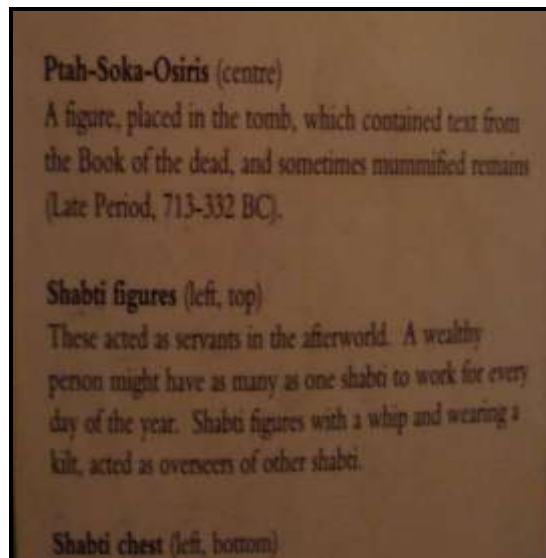 Ptah-Soka-Osiris (centre)
A figure, placed in the tomb, which contained text from
the Book of the dead, and sometimes mummified remains
(Late Period, 713-332 BC).
Shabti figures (left, top)
These acted as servants in the afterworld. A wealthy
person might have as many as one shabti to work for every
day of the year. Shabti figures with a whip and wearing a
kilt, acted as overseers of other shabti.
Shabti chest (left, bottom)